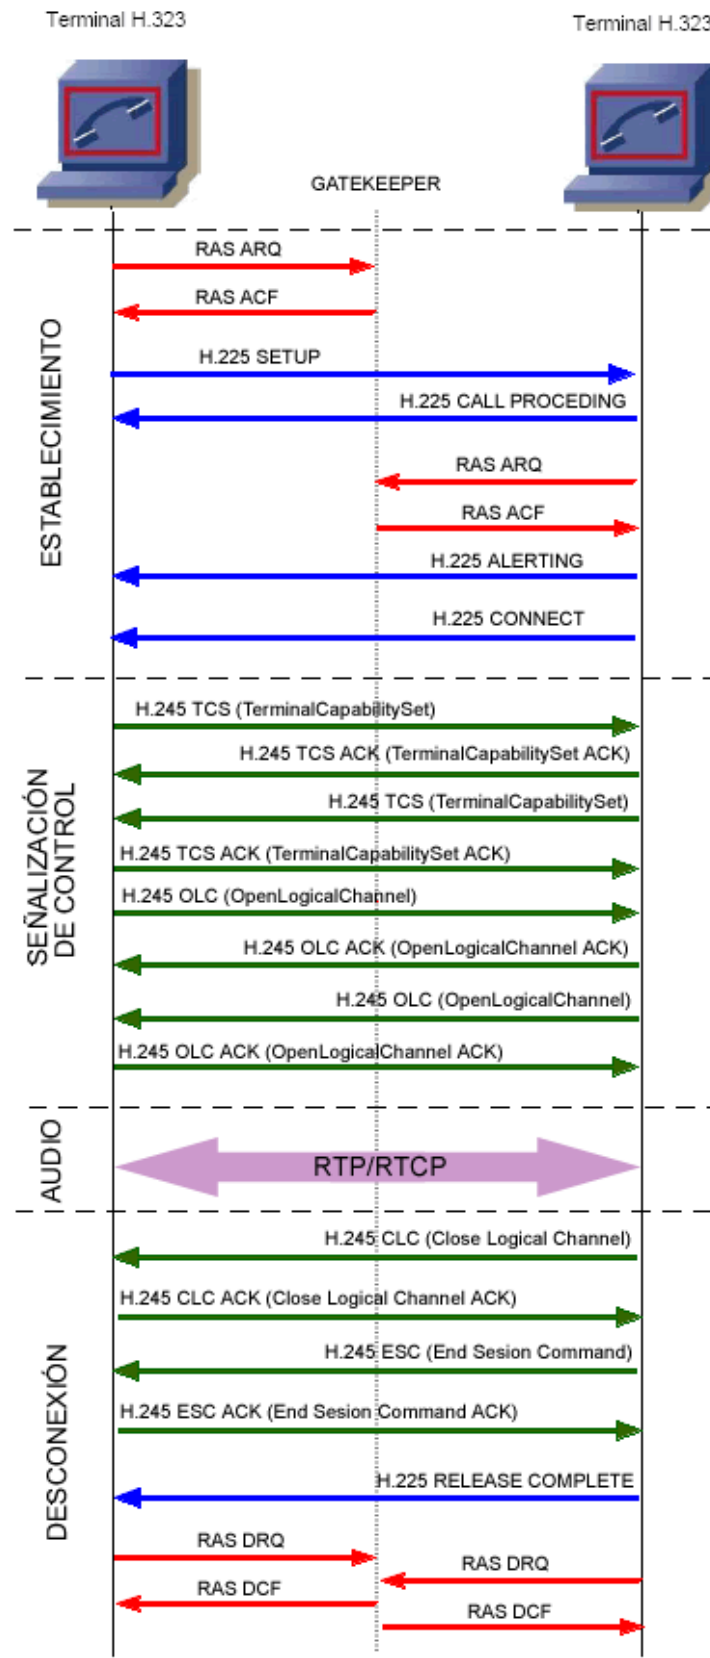 Terminal H.323
Terminal H.323
GATEKEEPER
ESTABLECIMIENTO
RAS ARQ
RAS ACF
H.225 SETUP
H.225 CALL PROCEDING
RAS ARQ
RAS ACF
H.225 ALERTING
H.225 CONNECT
SEÑALIZACIÓN
DE CONTROL
H.245 TCS (TerminalCapabilitySet)
H.245 TCS ACK (TerminalCapabilitySet ACK)
H.245 TCS (TerminalCapabilitySet)
H.245 TCS ACK (TerminalCapabilitySet ACK)
H.245 OLC (OpenLogicalChannel)
H.245 OLC ACK (OpenLogicalChannel ACK)
H.245 OLC (OpenLogicalChannel)
H.245 OLC ACK (OpenLogicalChannel ACK)
AUDIO
RTP/RTCP
DESCONEXIÓN
H.245 CLC (Close Logical Channel)
H.245 CLC ACK (Close Logical Channel ACK)
H.245 ESC (End Sesion Command)
H.245 ESC ACK (End Sesion Command ACK)
H.225 RELEASE COMPLETE
RAS DRQ
RAS DRQ
RAS DCF
RAS DCF